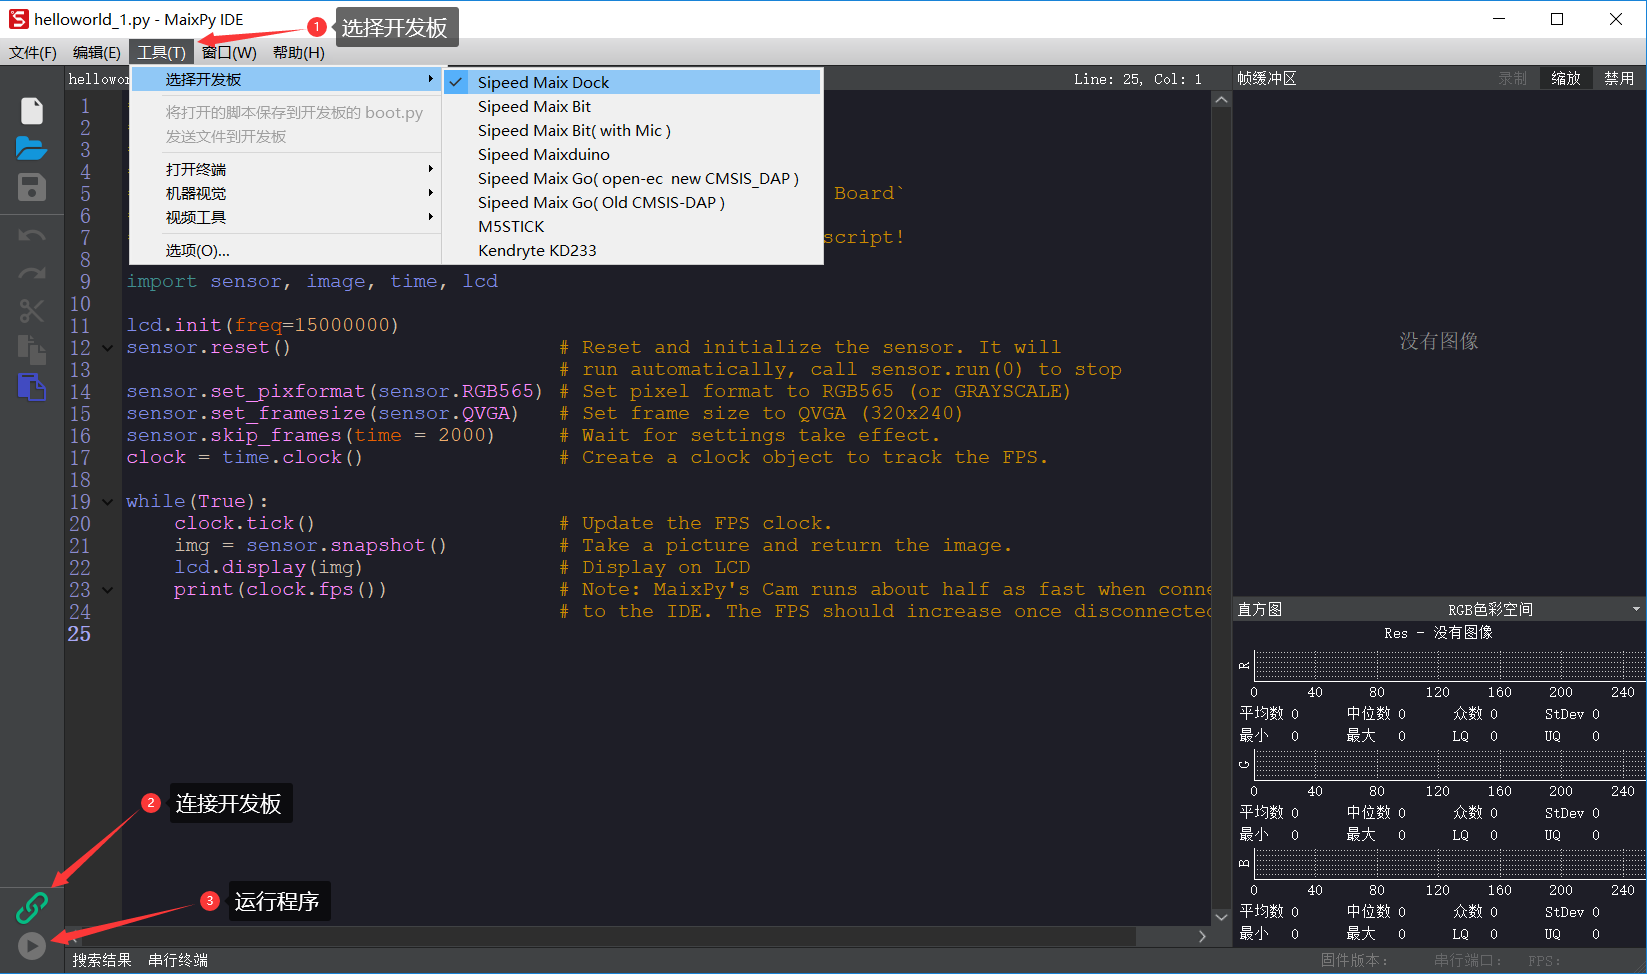 helloworld_1.py - MaixPy IDE
1 选择开发板
文件(F) 编辑(E) 工具(T) 窗口(W) 帮助(H)
hellowor
Line: 25, Col: 1
帧缓冲区 录制 缩放 禁用
选择开发板
将打开的脚本保存到开发板的 boot.py
发送文件到开发板
打开终端
机器视觉
视频工具
选项(O)...
Sipeed Maix Dock
Sipeed Maix Bit
Sipeed Maix Bit( with Mic )
Sipeed Maixduino
Sipeed Maix Go( open-ec  new CMSIS_DAP )
Sipeed Maix Go( Old CMSIS-DAP )
M5STICK
Kendryte KD233
1
2
3
4
5 Board`
6
7 script!
8
9 import sensor, image, time, lcd
10
11 lcd.init(freq=15000000)
12 sensor.reset() # Reset and initialize the sensor. It will
13 # run automatically, call sensor.run(0) to stop
14 sensor.set_pixformat(sensor.RGB565) # Set pixel format to RGB565 (or GRAYSCALE)
15 sensor.set_framesize(sensor.QVGA) # Set frame size to QVGA (320x240)
16 sensor.skip_frames(time = 2000) # Wait for settings take effect.
17 clock = time.clock() # Create a clock object to track the FPS.
18
19 while(True):
20 clock.tick() # Update the FPS clock.
21 img = sensor.snapshot() # Take a picture and return the image.
22 lcd.display(img) # Display on LCD
23 print(clock.fps()) # Note: MaixPy's Cam runs about half as fast when conne
24 # to the IDE. The FPS should increase once disconnected
25
没有图像
直方图 RGB色彩空间
Res - 没有图像
R
0 40 80 120 160 200 240
平均数 0 中位数 0 众数 0 StDev 0
最小 0 最大 0 LQ 0 UQ 0
G
0 40 80 120 160 200 240
平均数 0 中位数 0 众数 0 StDev 0
最小 0 最大 0 LQ 0 UQ 0
B
0 40 80 120 160 200 240
平均数 0 中位数 0 众数 0 StDev 0
最小 0 最大 0 LQ 0 UQ 0
2 连接开发板
3 运行程序
搜索结果 串行终端
固件版本: 串行端口: FPS: